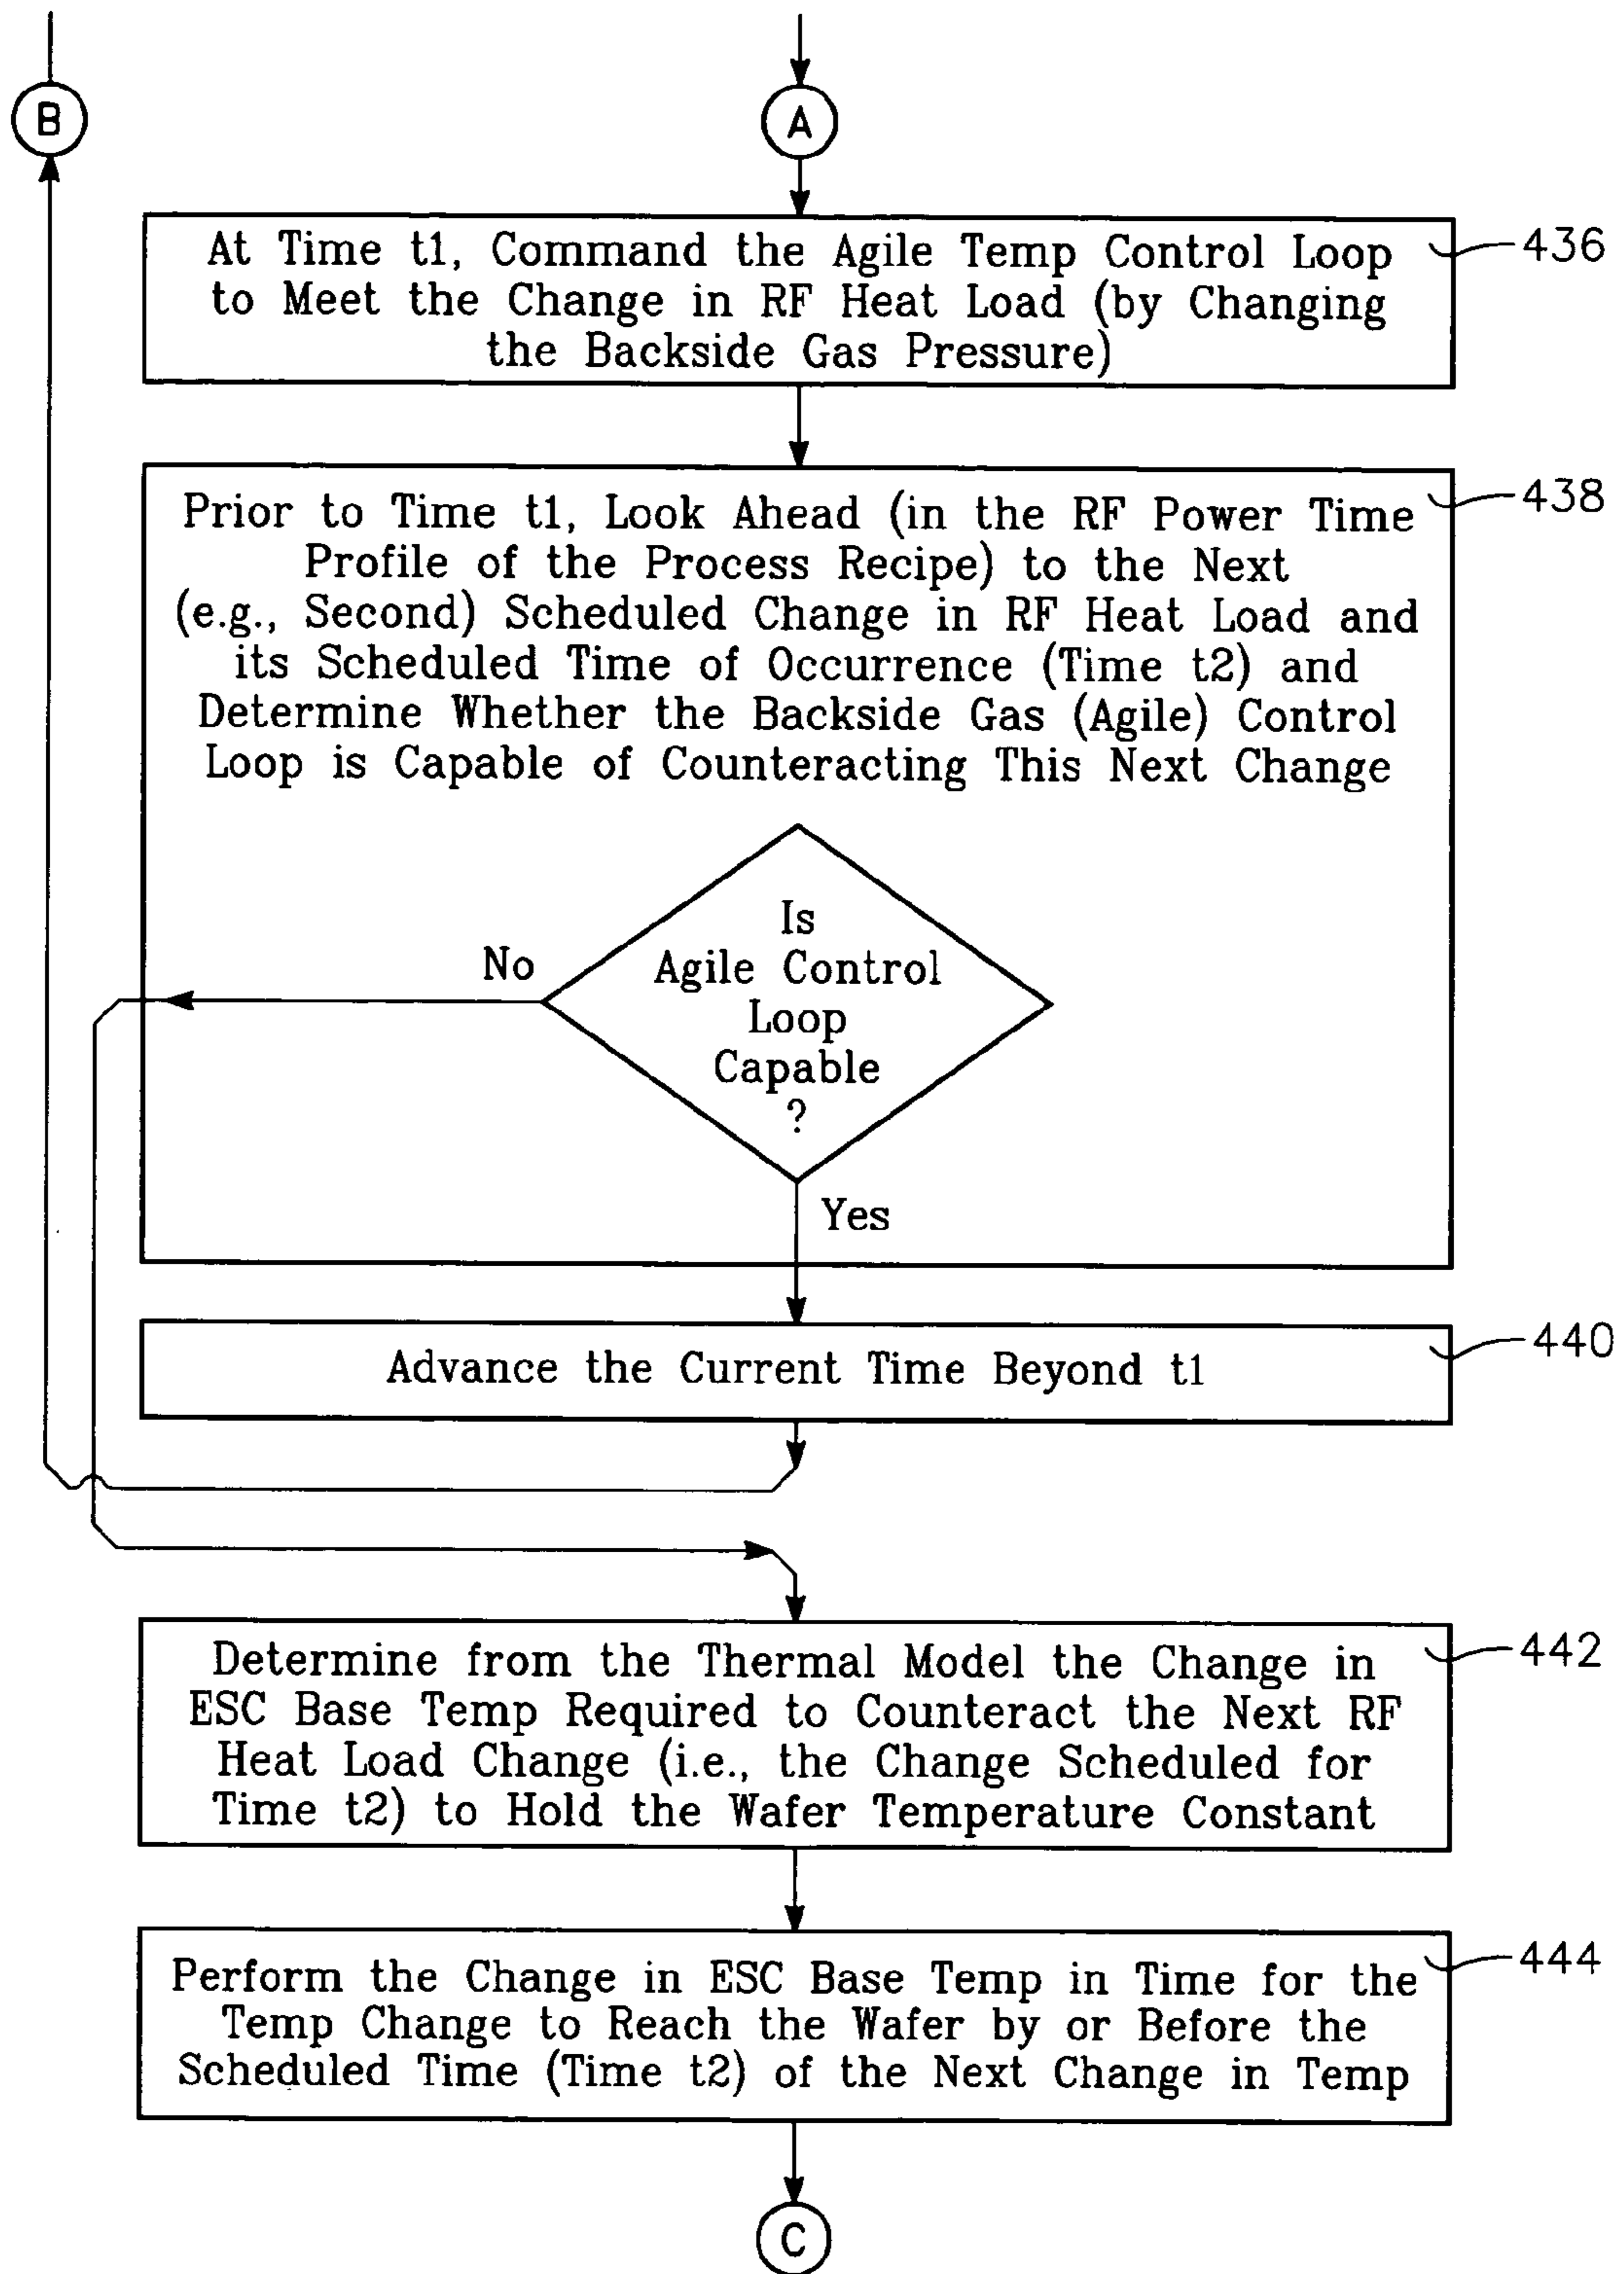 B
A
At Time t1, Command the Agile Temp Control Loop
to Meet the Change in RF Heat Load (by Changing
the Backside Gas Pressure)
436
Prior to Time t1, Look Ahead (in the RF Power Time
Profile of the Process Recipe) to the Next
(e.g., Second) Scheduled Change in RF Heat Load and
its Scheduled Time of Occurrence (Time t2) and
Determine Whether the Backside Gas (Agile) Control
Loop is Capable of Counteracting This Next Change
438
Is
Agile Control
Loop
Capable
?
No
Yes
Advance the Current Time Beyond t1
440
Determine from the Thermal Model the Change in
ESC Base Temp Required to Counteract the Next RF
Heat Load Change (i.e., the Change Scheduled for
Time t2) to Hold the Wafer Temperature Constant
442
Perform the Change in ESC Base Temp in Time for the
Temp Change to Reach the Wafer by or Before the
Scheduled Time (Time t2) of the Next Change in Temp
444
C